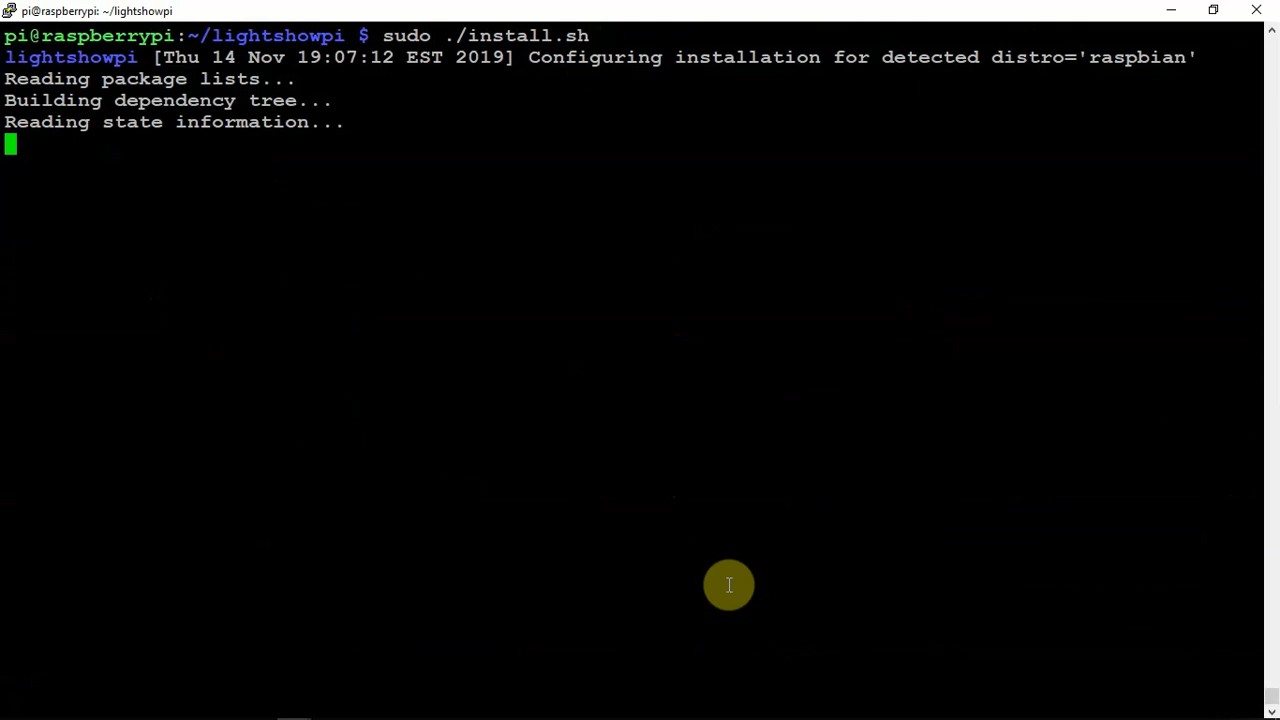 pi@raspberrypi: ~/lightshowpi
pi@raspberrypi:~/lightshowpi $ sudo ./install.sh
lightshowpi [Thu 14 Nov 19:07:12 EST 2019] Configuring installation for detected distro='raspbian'
Reading package lists...
Building dependency tree...
Reading state information...